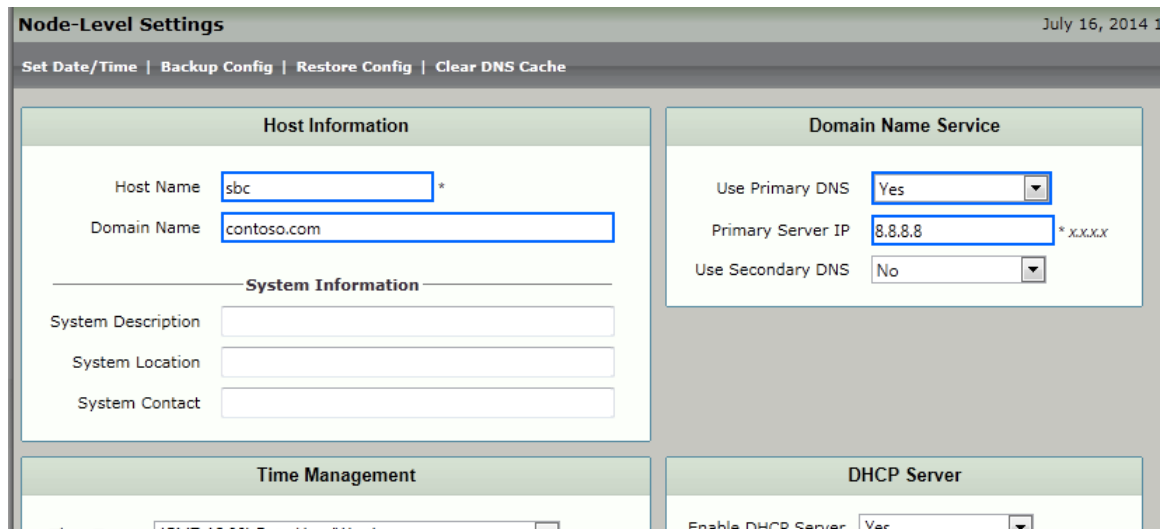 Node-Level Settings
July 16, 2014 1
Set Date/Time | Backup Config | Restore Config | Clear DNS Cache
Host Information
Host Name sbc *
Domain Name contoso.com
System Information
System Description
System Location
System Contact
Domain Name Service
Use Primary DNS Yes
Primary Server IP 8.8.8.8 * x.x.x.x
Use Secondary DNS No
Time Management
DHCP Server
Enable DHCP Server Yes